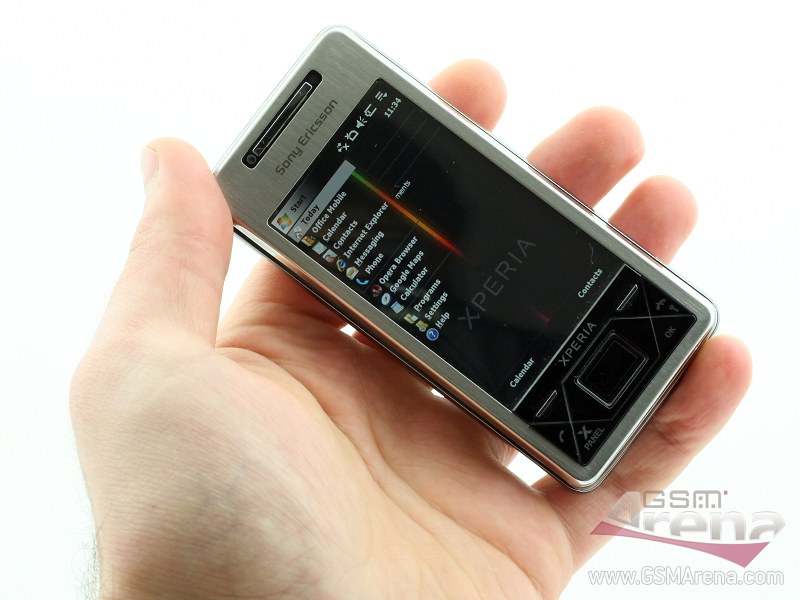 Sony Ericsson
11:34
Start
Today
Office Mobile
Calendar
Contacts
Internet Explorer
Messaging
Phone
ments
Opera Browser
Google Maps
Calculator
Programs
Settings
Help
XPERIA
Calendar
Contacts
XPERIA
OK
PANEL
GSM
Arena
www.GSMArena.com